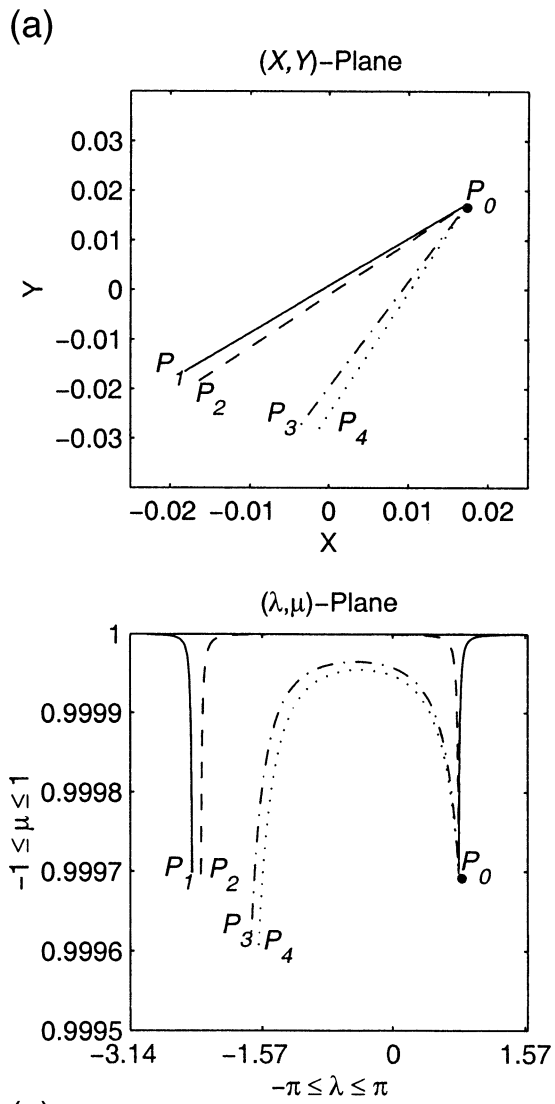 (a)
(X,Y)−Plane
0.03
0.02
0.01
0
−0.01
−0.02
−0.03
Y
P0
P1
P2
P3
P4
−0.02 −0.01 0 0.01 0.02
X
(λ,μ)−Plane
1
0.9999
0.9998
0.9997
0.9996
0.9995
−1 ≤ μ ≤ 1
P1 P2 P0
P3 P4
−3.14 −1.57 0 1.57
−π ≤ λ ≤ π